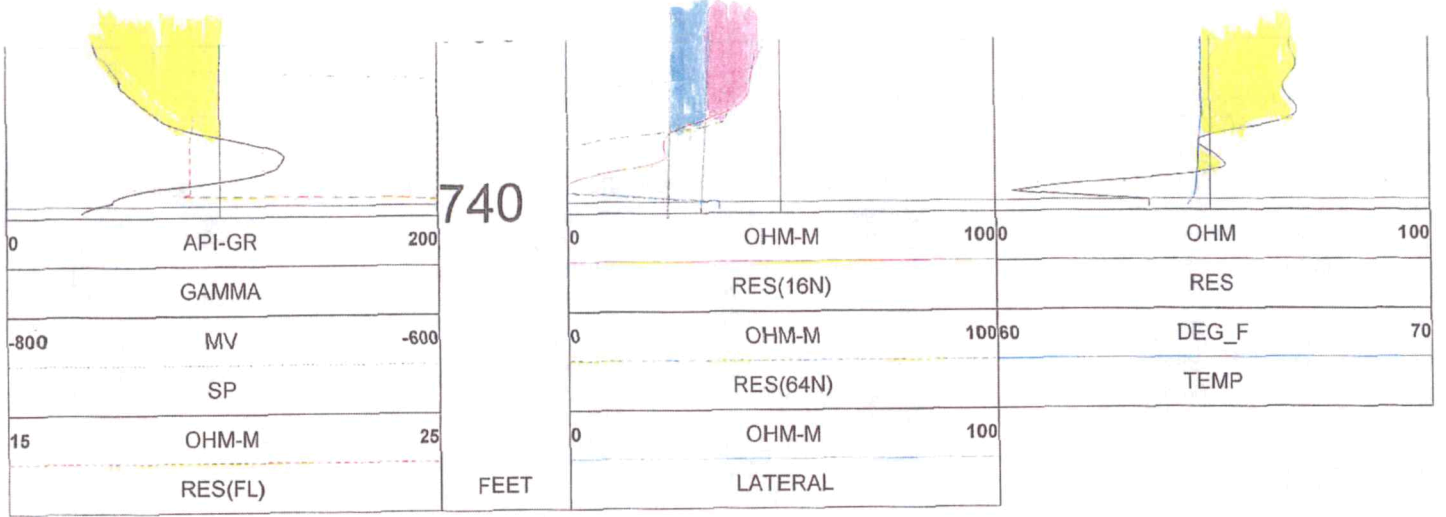 740
0 API-GR 200 0 OHM-M 100 0 OHM 100
GAMMA RES(16N) RES
-800 MV -600 0 OHM-M 100 60 DEG_F 70
SP RES(64N) TEMP
15 OHM-M 25 0 OHM-M 100
RES(FL) FEET LATERAL